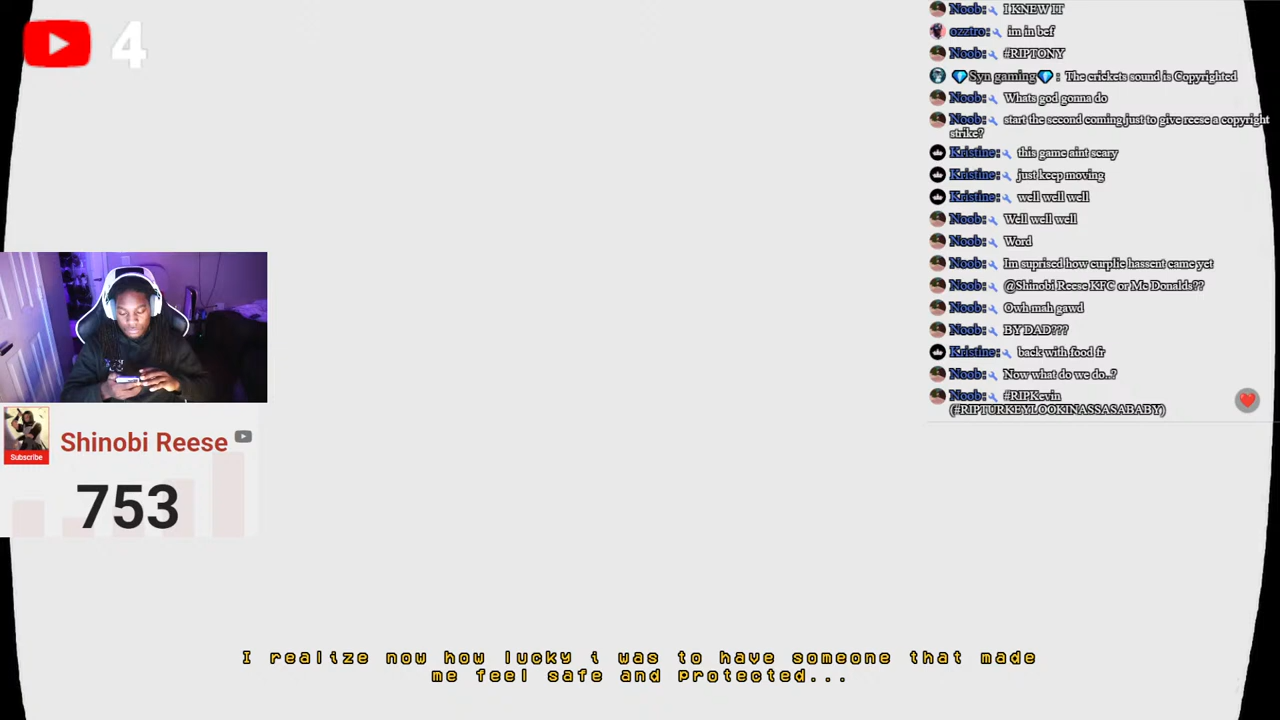 4
Noob: I KNEW IT
ozztro: im in bef
Noob: #RIPTONY
💎Syn gaming💎: The crickets sound is Copyrighted
Noob: Whats god gonna do
Noob: start the second coming just to give reese a copyright
strike?
Kristine: this game aint scary
Kristine: just keep moving
Kristine: well well well
Noob: Well well well
Noob: Word
Noob: Im suprised how curplie hassent came yet
Noob: @Shinobi Reese KFC or Mc Donalds??
Noob: Owh mah gawd
Noob: BY DAD???
Kristine: back with food fr
Noob: Now what do we do..?
Noob: #RIPKevin
(#RIPTURKEYLOOKINASSASABABY)
Shinobi Reese
Subscribe
753
I realize now how lucky i was to have someone that made
me feel safe and protected...